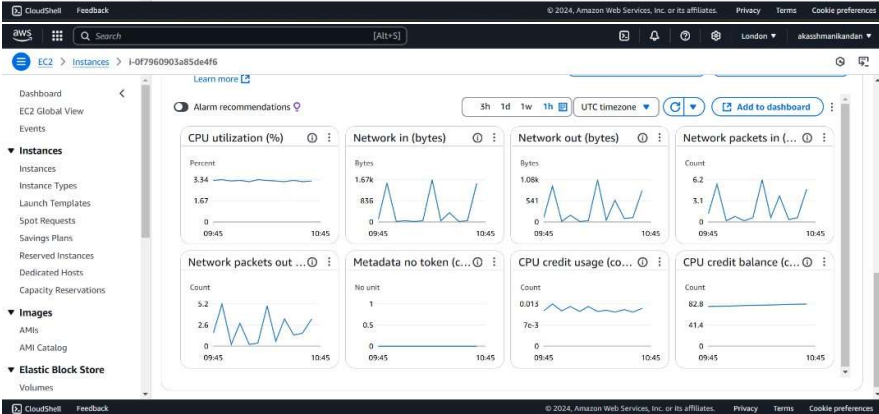 CloudShell Feedback © 2024, Amazon Web Services, Inc. or its affiliates. Privacy Terms Cookie preferences
aws Search [Alt+S] London ▼ akasshmanikandan ▼
EC2 > Instances > i-0f7960903a85de4f6
Learn more
Dashboard
EC2 Global View
Events
▼ Instances
Instances
Instance Types
Launch Templates
Spot Requests
Savings Plans
Reserved Instances
Dedicated Hosts
Capacity Reservations
▼ Images
AMIs
AMI Catalog
▼ Elastic Block Store
Volumes
Alarm recommendations 3h 1d 1w 1h UTC timezone ▼ Add to dashboard
CPU utilization (%)
Percent
3.34
1.67
0
09:45 10:45
Network in (bytes)
Bytes
1.67k
836
0
09:45 10:45
Network out (bytes)
Bytes
1.08k
541
0
09:45 10:45
Network packets in (...
Count
6.2
3.1
0
09:45 10:45
Network packets out ...
Count
5.2
2.6
0
09:45 10:45
Metadata no token (c...
No unit
1
0.5
0
09:45 10:45
CPU credit usage (co...
Count
0.013
7e-3
0
09:45 10:45
CPU credit balance (c...
Count
82.8
41.4
0
09:45 10:45
CloudShell Feedback © 2024, Amazon Web Services, Inc. or its affiliates. Privacy Terms Cookie preferences